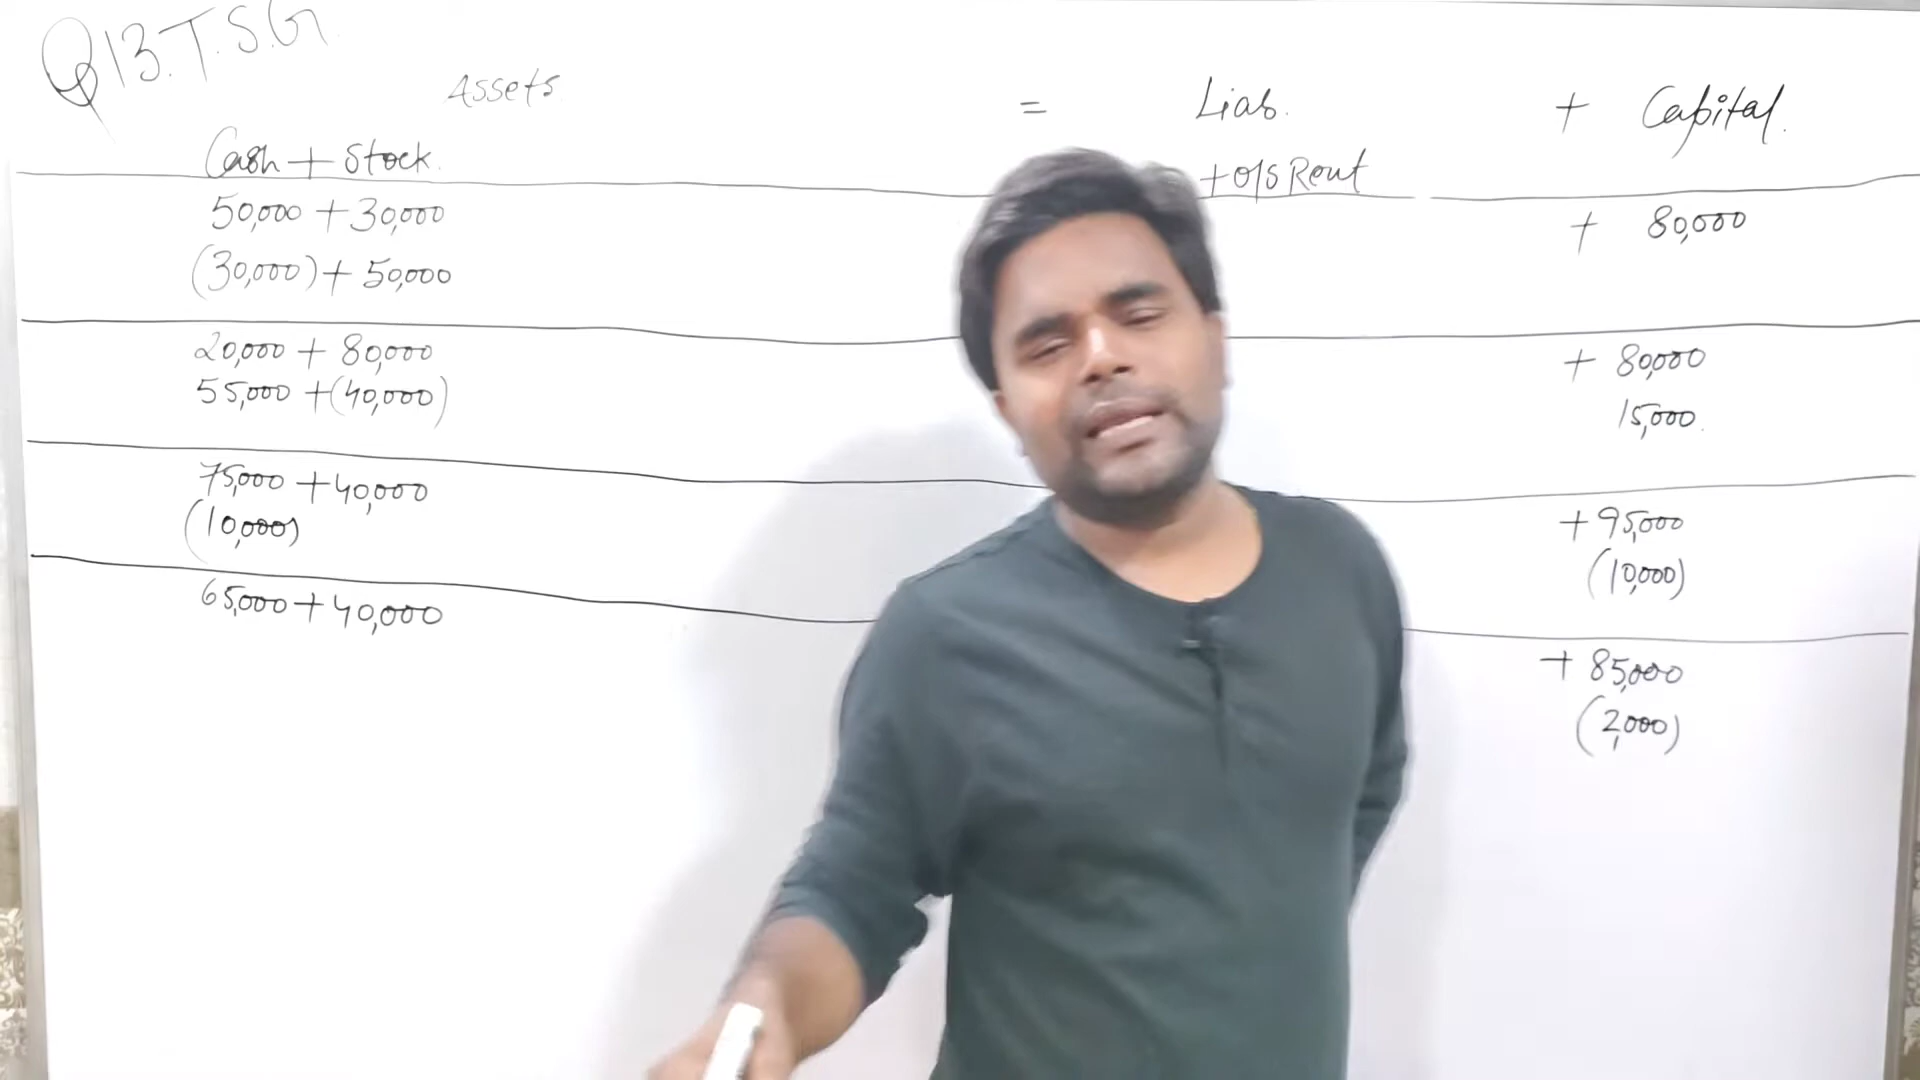 Q13. T.S.G
Assets = Liab. + Capital.
Cash + Stock. + o/s Rent
50,000 + 30,000 + 80,000
(30,000) + 50,000
20,000 + 80,000 + 80,000
55,000 + (40,000) 15,000.
75,000 + 40,000 + 95,000
(10,000) (10,000)
65,000 + 40,000 + 85,000
(2,000)